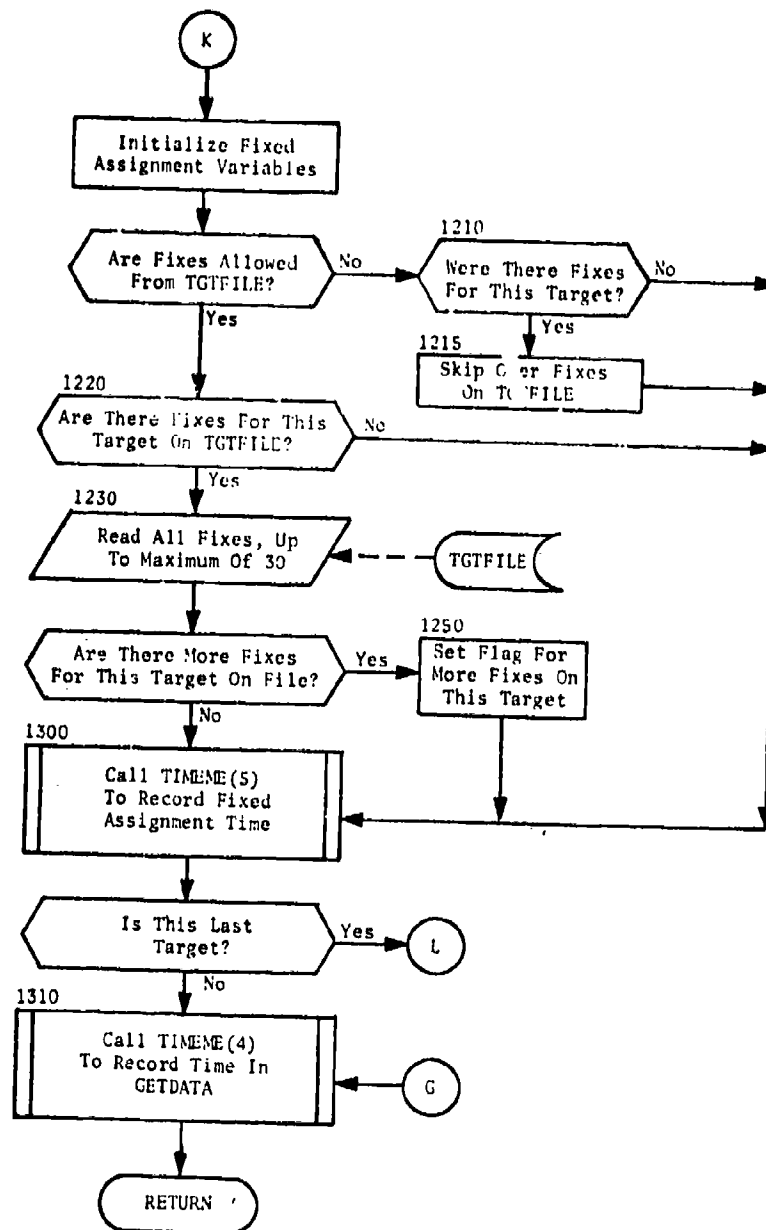 K
Initialize Fixed
Assignment Variables
Are Fixes Allowed
From TGTFILE?
No
Yes
1210
Were There Fixes
For This Target?
No
Yes
1215
Skip Over Fixes
On TGTFILE
1220
Are There Fixes For This
Target On TGTFILE?
No
Yes
1230
Read All Fixes, Up
To Maximum Of 30
TGTFILE
Are There More Fixes
For This Target On File?
Yes
No
1250
Set Flag For
More Fixes On
This Target
1300
Call TIMEME(5)
To Record Fixed
Assignment Time
Is This Last
Target?
Yes
L
No
1310
Call TIMEME(4)
To Record Time In
GETDATA
G
RETURN